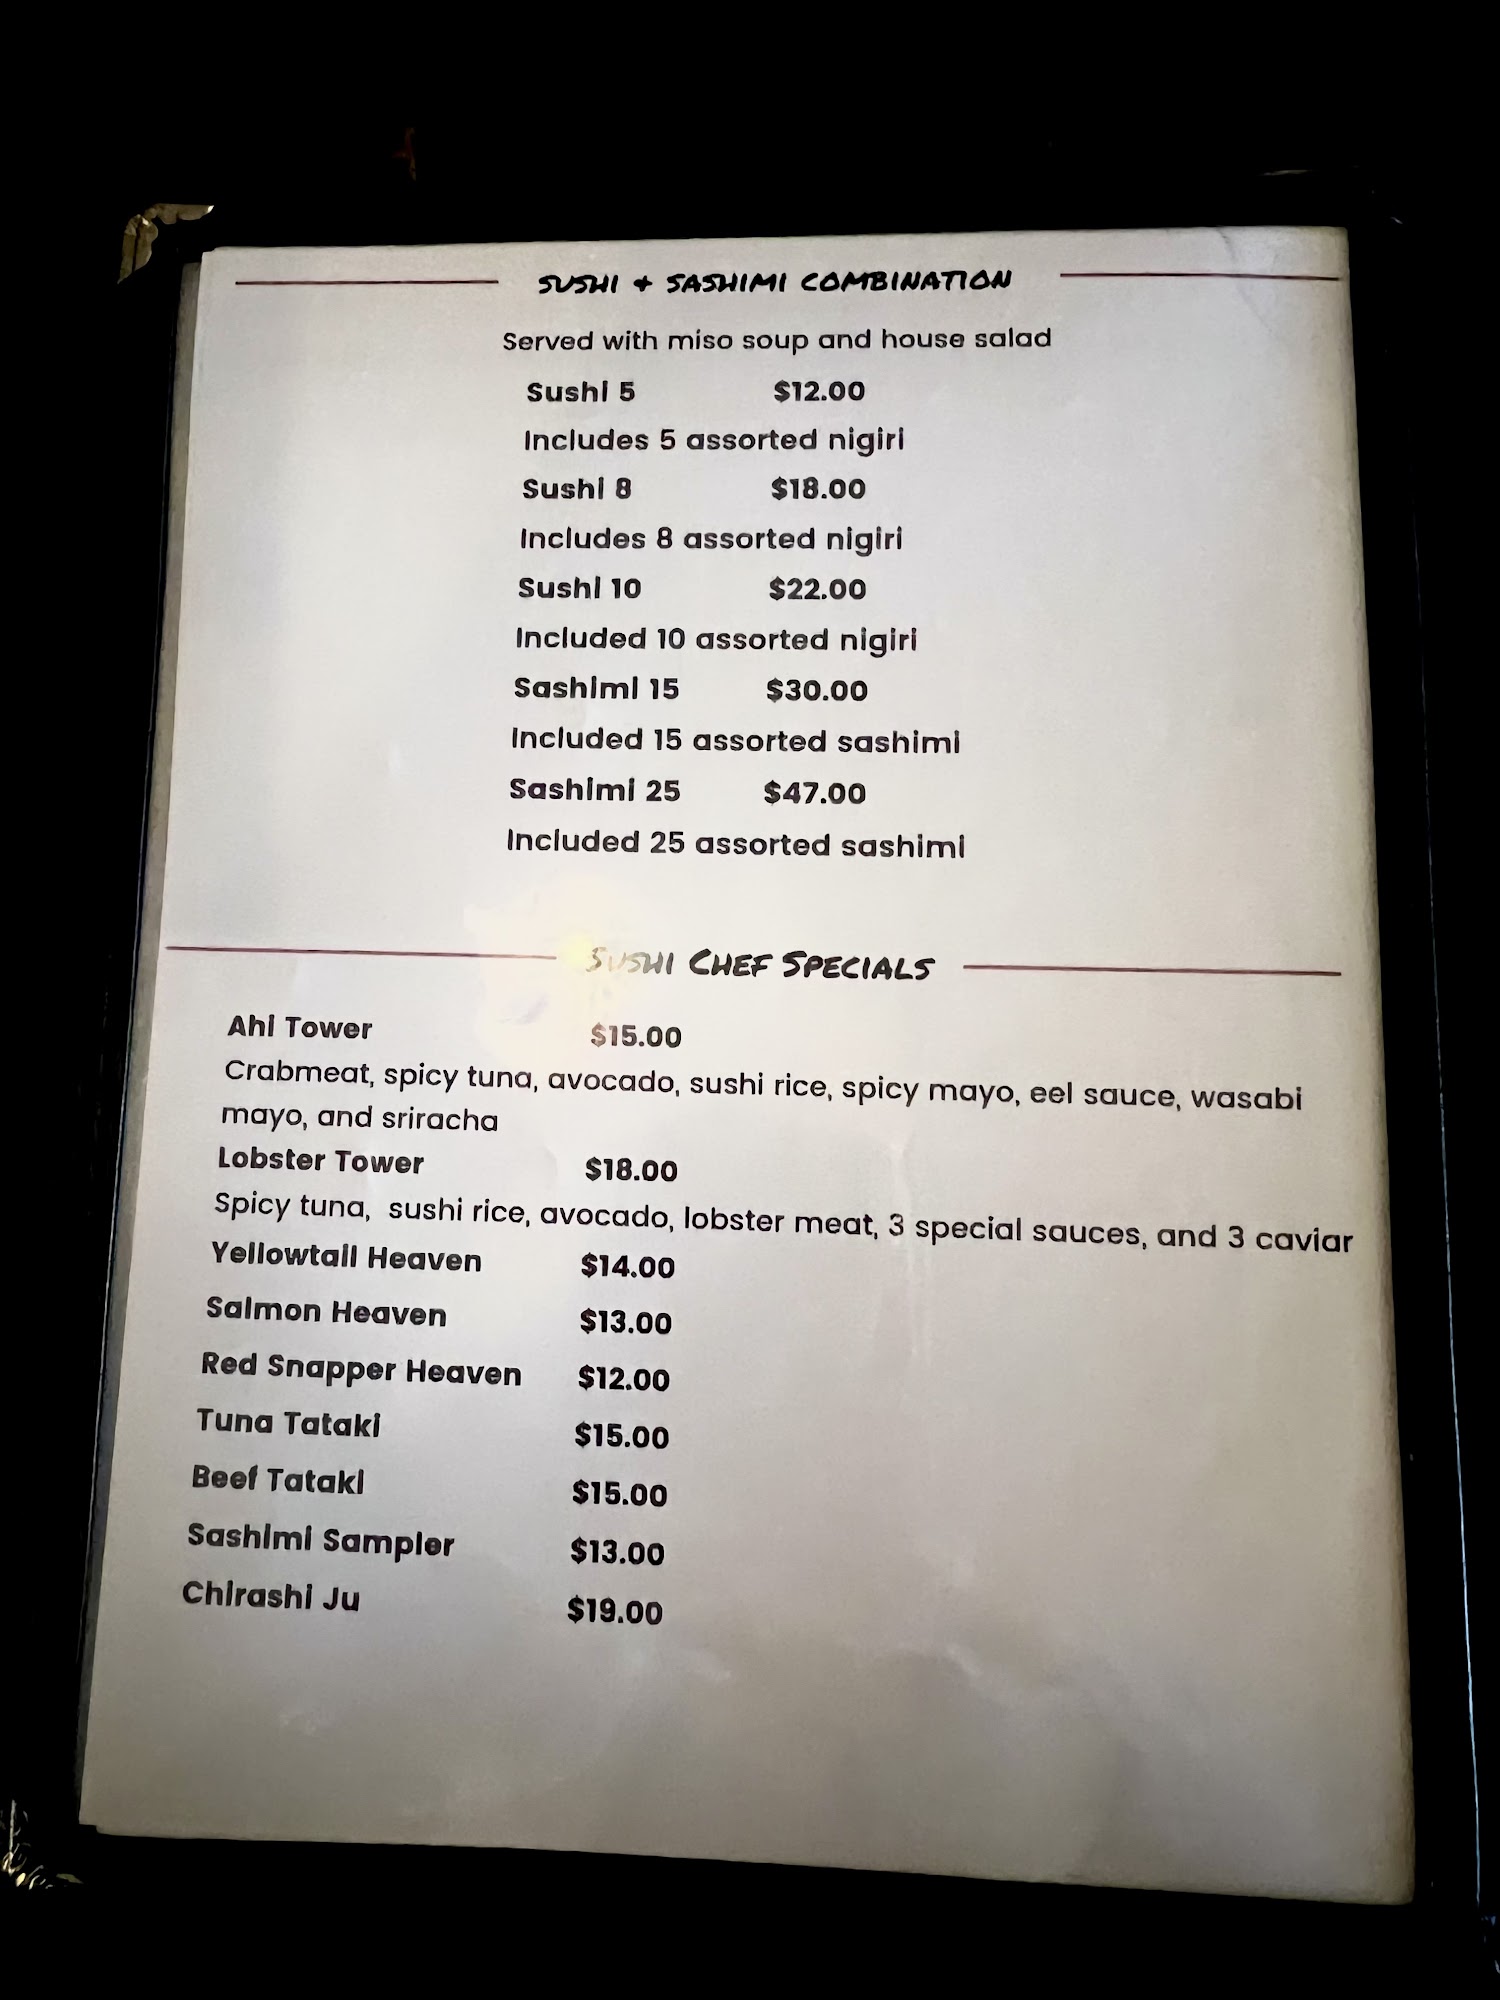 SUSHI + SASHIMI COMBINATION
Served with miso soup and house salad
Sushi 5 $12.00
Includes 5 assorted nigiri
Sushi 8 $18.00
Includes 8 assorted nigiri
Sushi 10 $22.00
Included 10 assorted nigiri
Sashimi 15 $30.00
Included 15 assorted sashimi
Sashimi 25 $47.00
Included 25 assorted sashimi
SUSHI CHEF SPECIALS
Ahi Tower $15.00
Crabmeat, spicy tuna, avocado, sushi rice, spicy mayo, eel sauce, wasabi
mayo, and sriracha
Lobster Tower $18.00
Spicy tuna, sushi rice, avocado, lobster meat, 3 special sauces, and 3 caviar
Yellowtail Heaven $14.00
Salmon Heaven $13.00
Red Snapper Heaven $12.00
Tuna Tataki $15.00
Beef Tataki $15.00
Sashimi Sampler $13.00
Chirashi Ju $19.00